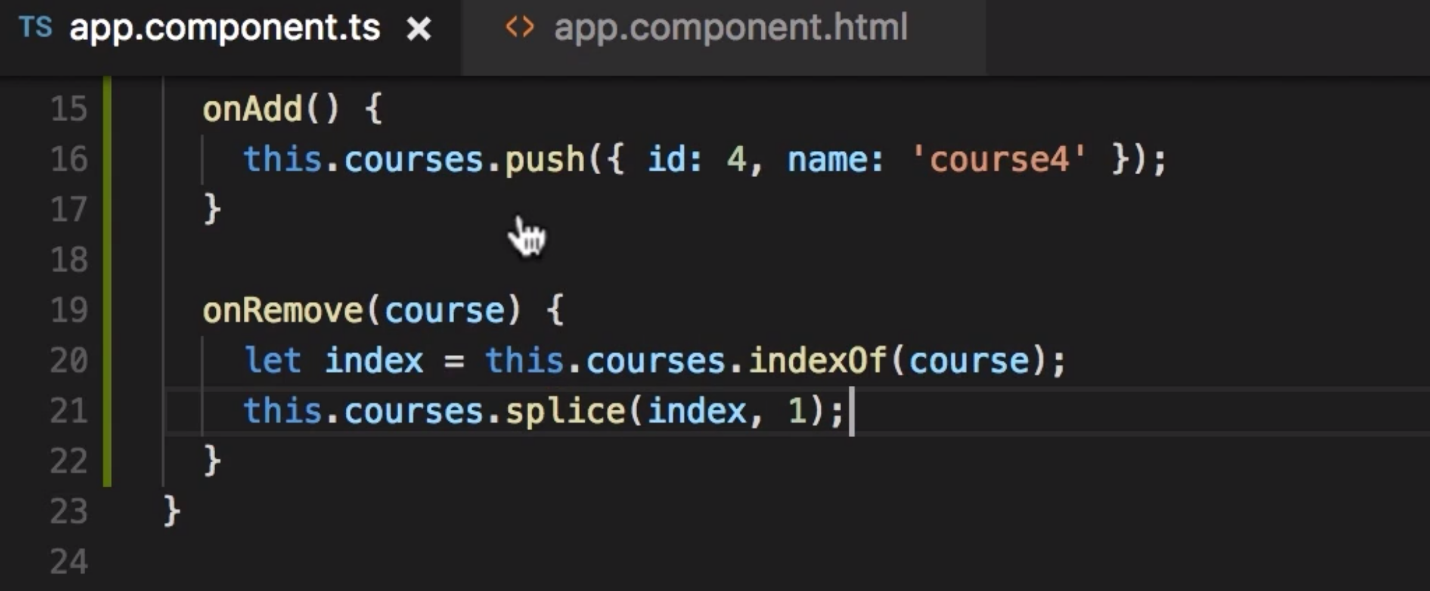 TS app.component.ts × <> app.component.html
15 onAdd() {
16 this.courses.push({ id: 4, name: 'course4' });
17 }
18
19 onRemove(course) {
20 let index = this.courses.indexOf(course);
21 this.courses.splice(index, 1);
22 }
23 }
24